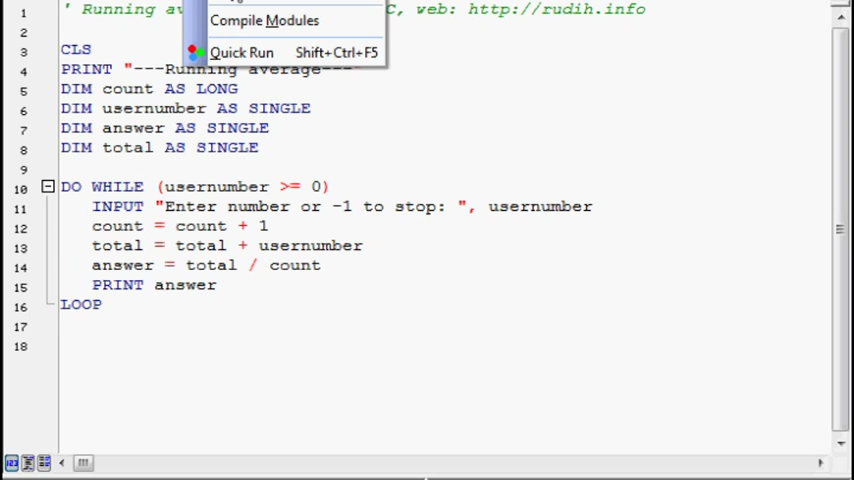 ' Running av C, web: http://rudih.info
Compile Modules
Quick Run Shift+Ctrl+F5
1
2
3 CLS
4 PRINT "---Running average---"
5 DIM count AS LONG
6 DIM usernumber AS SINGLE
7 DIM answer AS SINGLE
8 DIM total AS SINGLE
9
10 DO WHILE (usernumber >= 0)
11 INPUT "Enter number or -1 to stop: ", usernumber
12 count = count + 1
13 total = total + usernumber
14 answer = total / count
15 PRINT answer
16 LOOP
17
18